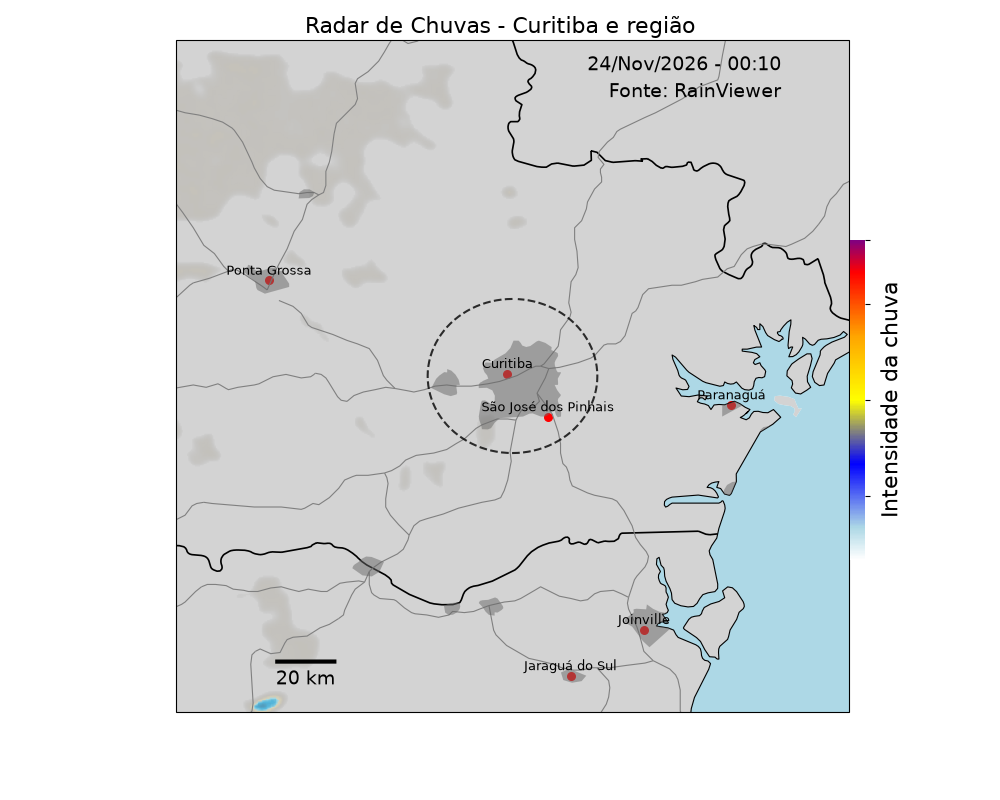 Radar de Chuvas - Curitiba e região
24/Nov/2026 - 00:10
Fonte: RainViewer
Ponta Grossa
Curitiba
Paranaguá
São José dos Pinhais
Joinville
Jaraguá do Sul
20 km
Intensidade da chuva